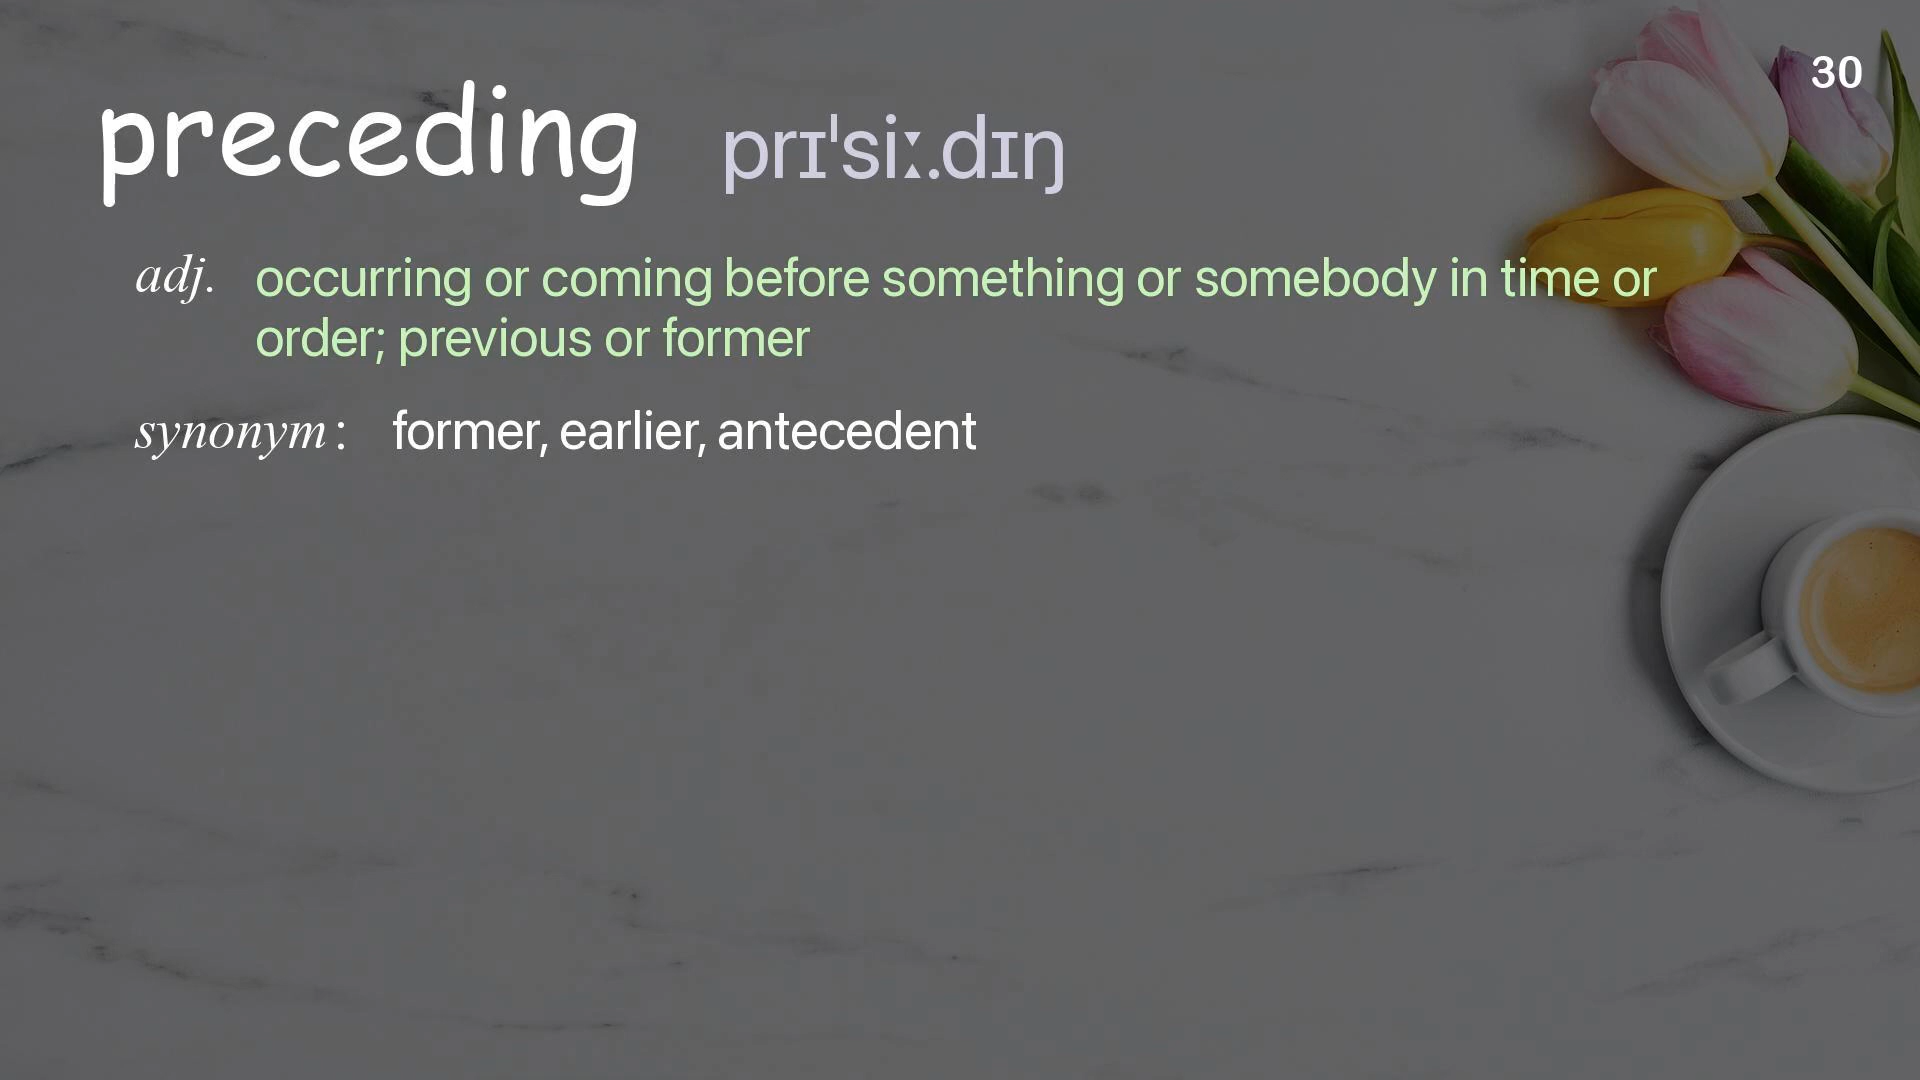 30
preceding prɪˈsiː.dɪŋ
adj. occurring or coming before something or somebody in time or
order; previous or former
synonym: former, earlier, antecedent